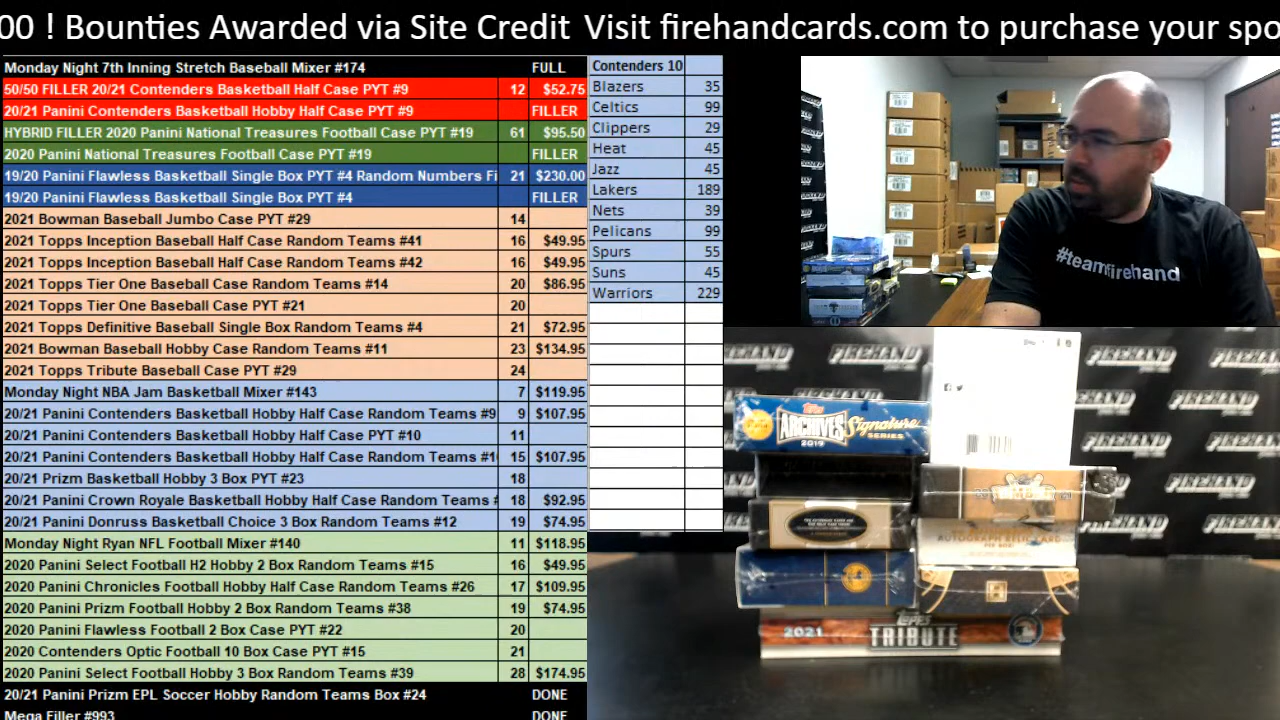 00 ! Bounties Awarded via Site Credit Visit firehandcards.com to purchase your spo
Monday Night 7th Inning Stretch Baseball Mixer #174 FULL
50/50 FILLER 20/21 Contenders Basketball Half Case PYT #9 12 $52.75
20/21 Panini Contenders Basketball Hobby Half Case PYT #9 FILLER
HYBRID FILLER 2020 Panini National Treasures Football Case PYT #19 61 $95.50
2020 Panini National Treasures Football Case PYT #19 FILLER
19/20 Panini Flawless Basketball Single Box PYT #4 Random Numbers Fi 21 $230.00
19/20 Panini Flawless Basketball Single Box PYT #4 FILLER
2021 Bowman Baseball Jumbo Case PYT #29 14
2021 Topps Inception Baseball Half Case Random Teams #41 16 $49.95
2021 Topps Inception Baseball Half Case Random Teams #42 16 $49.95
2021 Topps Tier One Baseball Case Random Teams #14 20 $86.95
2021 Topps Tier One Baseball Case PYT #21 20
2021 Topps Definitive Baseball Single Box Random Teams #4 21 $72.95
2021 Bowman Baseball Hobby Case Random Teams #11 23 $134.95
2021 Topps Tribute Baseball Case PYT #29 24
Monday Night NBA Jam Basketball Mixer #143 7 $119.95
20/21 Panini Contenders Basketball Hobby Half Case Random Teams #9 9 $107.95
20/21 Panini Contenders Basketball Hobby Half Case PYT #10 11
20/21 Panini Contenders Basketball Hobby Half Case Random Teams #1 15 $107.95
20/21 Prizm Basketball Hobby 3 Box PYT #23 18
20/21 Panini Crown Royale Basketball Hobby Half Case Random Teams # 18 $92.95
20/21 Panini Donruss Basketball Choice 3 Box Random Teams #12 19 $74.95
Monday Night Ryan NFL Football Mixer #140 11 $118.95
2020 Panini Select Football H2 Hobby 2 Box Random Teams #15 16 $49.95
2020 Panini Chronicles Football Hobby Half Case Random Teams #26 17 $109.95
2020 Panini Prizm Football Hobby 2 Box Random Teams #38 19 $74.95
2020 Panini Flawless Football 2 Box Case PYT #22 20
2020 Contenders Optic Football 10 Box Case PYT #15 21
2020 Panini Select Football Hobby 3 Box Random Teams #39 28 $174.95
20/21 Panini Prizm EPL Soccer Hobby Random Teams Box #24 DONE
Mega Filler #993 DONE
Contenders 10
Blazers 35
Celtics 99
Clippers 29
Heat 45
Jazz 45
Lakers 189
Nets 39
Pelicans 99
Spurs 55
Suns 45
Warriors 229
#teamfirehand
FIREHAND
FIREHAND
FIREHAND
FIREHAND
Topps
ARCHIVES Signature
SERIES
2019
AUTOGRAPH RELIC CARD
PER BOX!
H
2021 TOPPS TRIBUTE